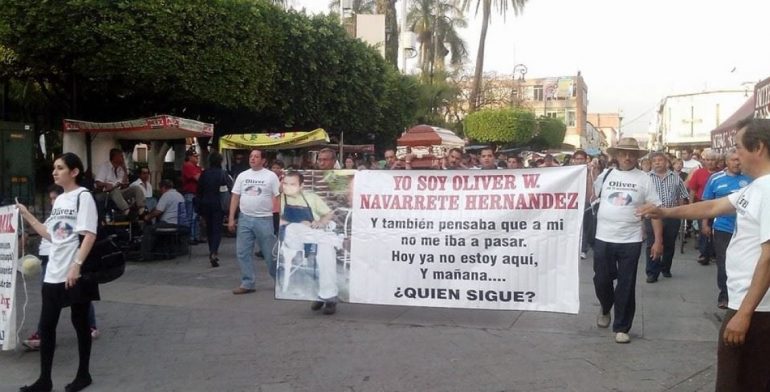 YO SOY OLIVER W.
NAVARRETE HERNANDEZ
Y también pensaba que a mi
no me iba a pasar.
Hoy ya no estoy aquí,
Y mañana....
¿QUIEN SIGUE?
Oliver
Oliver
Oliver